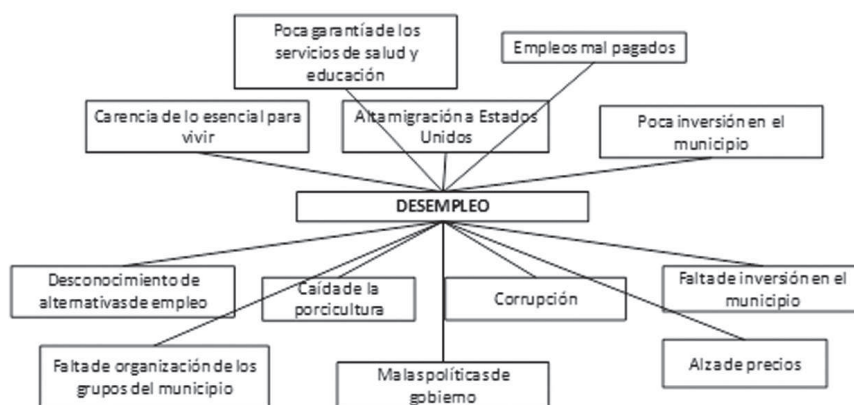 Poca garantía de los
servicios de salud y
educación
Empleos mal pagados
Carencia de lo esencial para
vivir
Alta migración a Estados
Unidos
Poca inversión en el
municipio
DESEMPLEO
Desconocimiento de
alternativas de empleo
Caída de la
porcicultura
Corrupción
Falta de inversión en el
municipio
Falta de organización de los
grupos del municipio
Malas políticas de
gobierno
Alza de precios